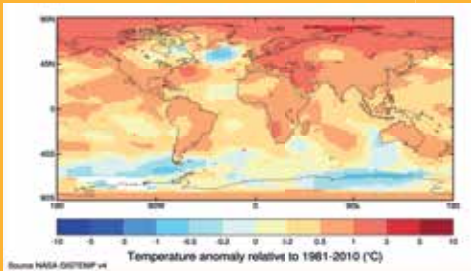 90N
45N
0
45S
90S
180 90W 0 90E 180
-10 -5 -3 -1 -0.5 -0.2 0 0.2 0.5 1 3 5 10
Temperature anomaly relative to 1981-2010 (°C)
Source NASA GISTEMP v4